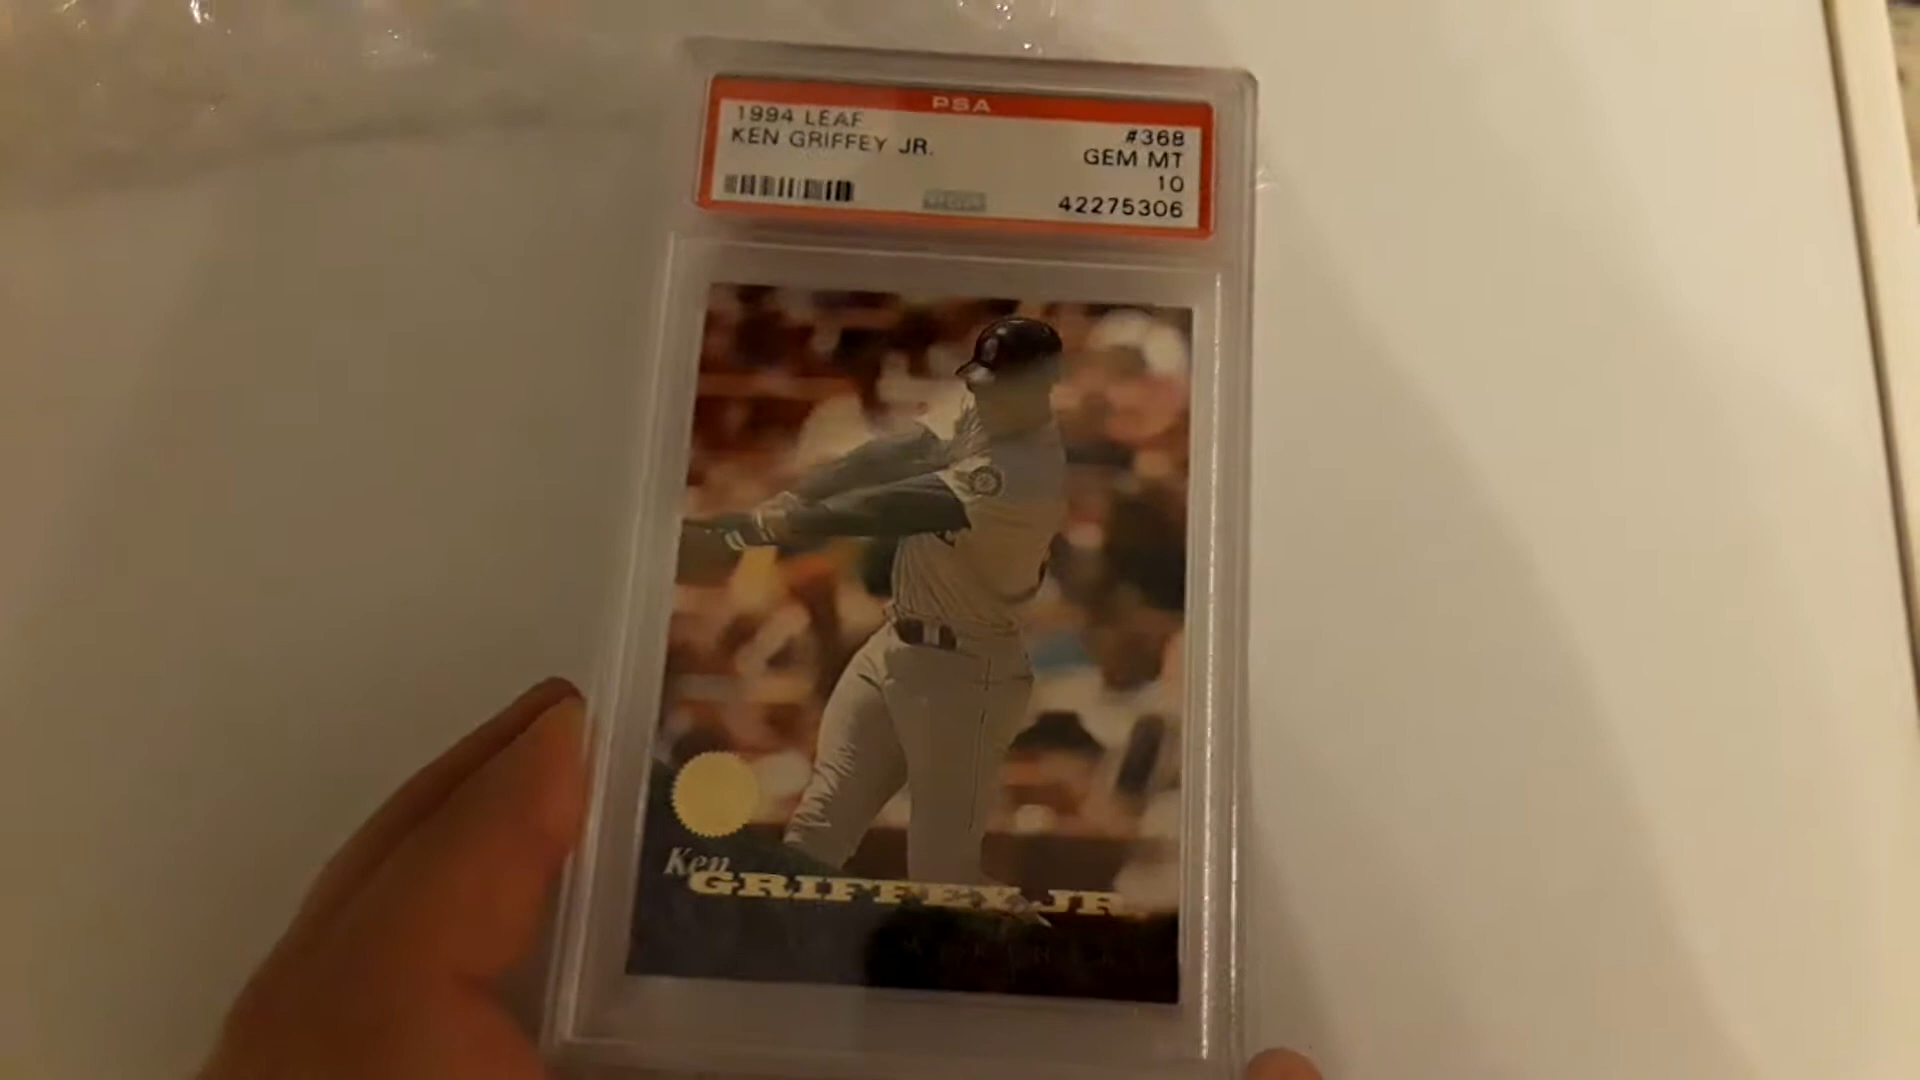 PSA
1994 LEAF
#368
KEN GRIFFEY JR.
GEM MT
10
42275306
Ken
GRIFFEY JR.